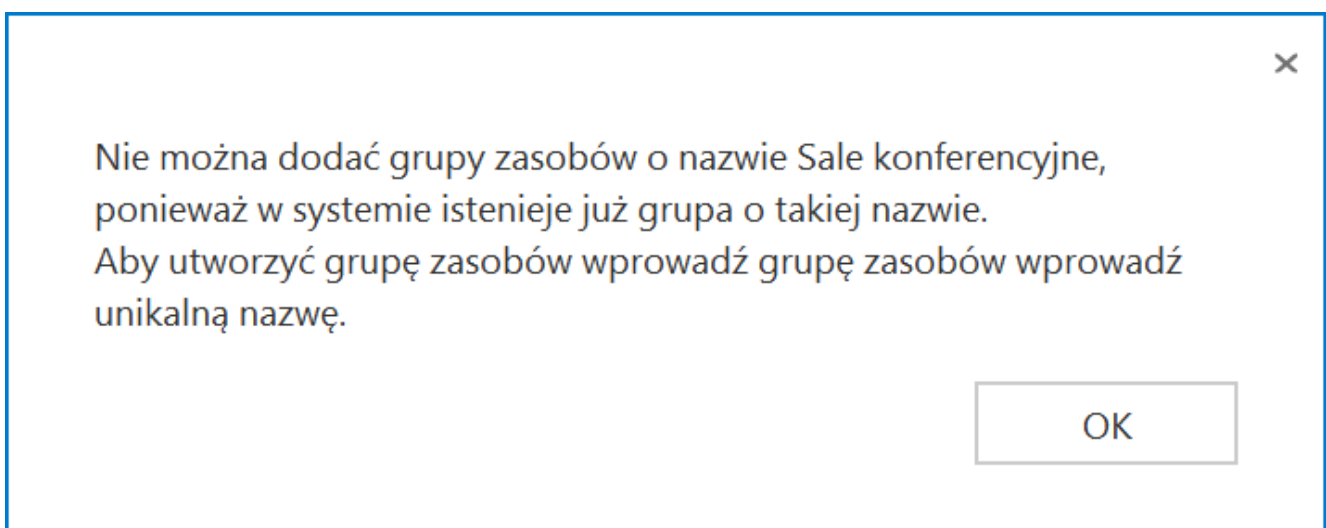 Nie można dodać grupy zasobów o nazwie Sale konferencyjne,
ponieważ w systemie istenieje już grupa o takiej nazwie.
Aby utworzyć grupę zasobów wprowadź grupę zasobów wprowadź
unikalną nazwę.
OK